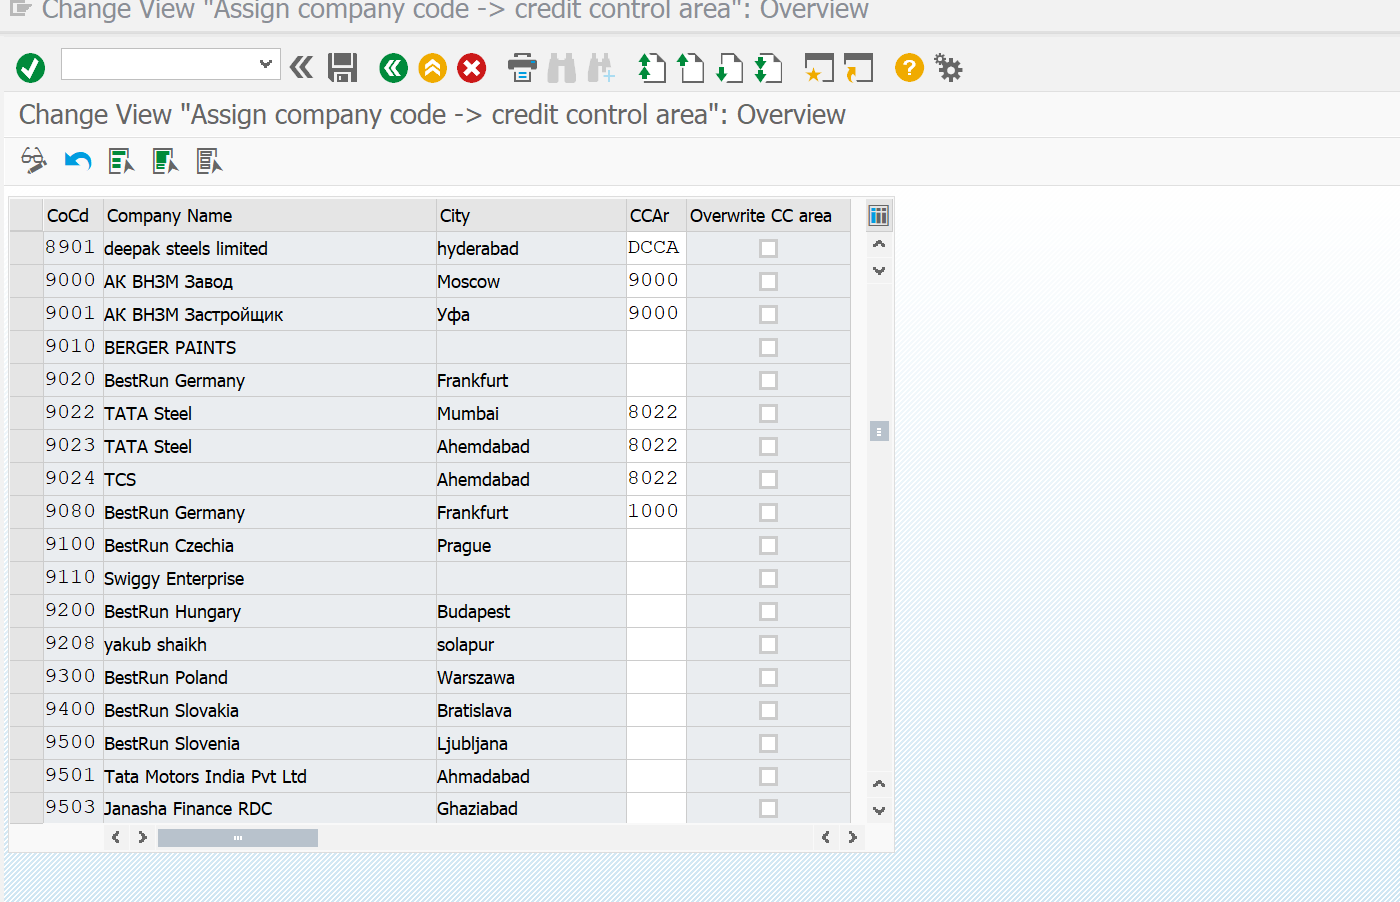 Change View "Assign company code -> credit control area": Overview
Change View "Assign company code -> credit control area": Overview
CoCd Company Name City CCAr Overwrite CC area
8901 deepak steels limited hyderabad DCCA
9000 АК ВНЗМ Завод Moscow 9000
9001 АК ВНЗМ Застройщик Уфа 9000
9010 BERGER PAINTS
9020 BestRun Germany Frankfurt
9022 TATA Steel Mumbai 8022
9023 TATA Steel Ahemdabad 8022
9024 TCS Ahemdabad 8022
9080 BestRun Germany Frankfurt 1000
9100 BestRun Czechia Prague
9110 Swiggy Enterprise
9200 BestRun Hungary Budapest
9208 yakub shaikh solapur
9300 BestRun Poland Warszawa
9400 BestRun Slovakia Bratislava
9500 BestRun Slovenia Ljubljana
9501 Tata Motors India Pvt Ltd Ahmadabad
9503 Janasha Finance RDC Ghaziabad